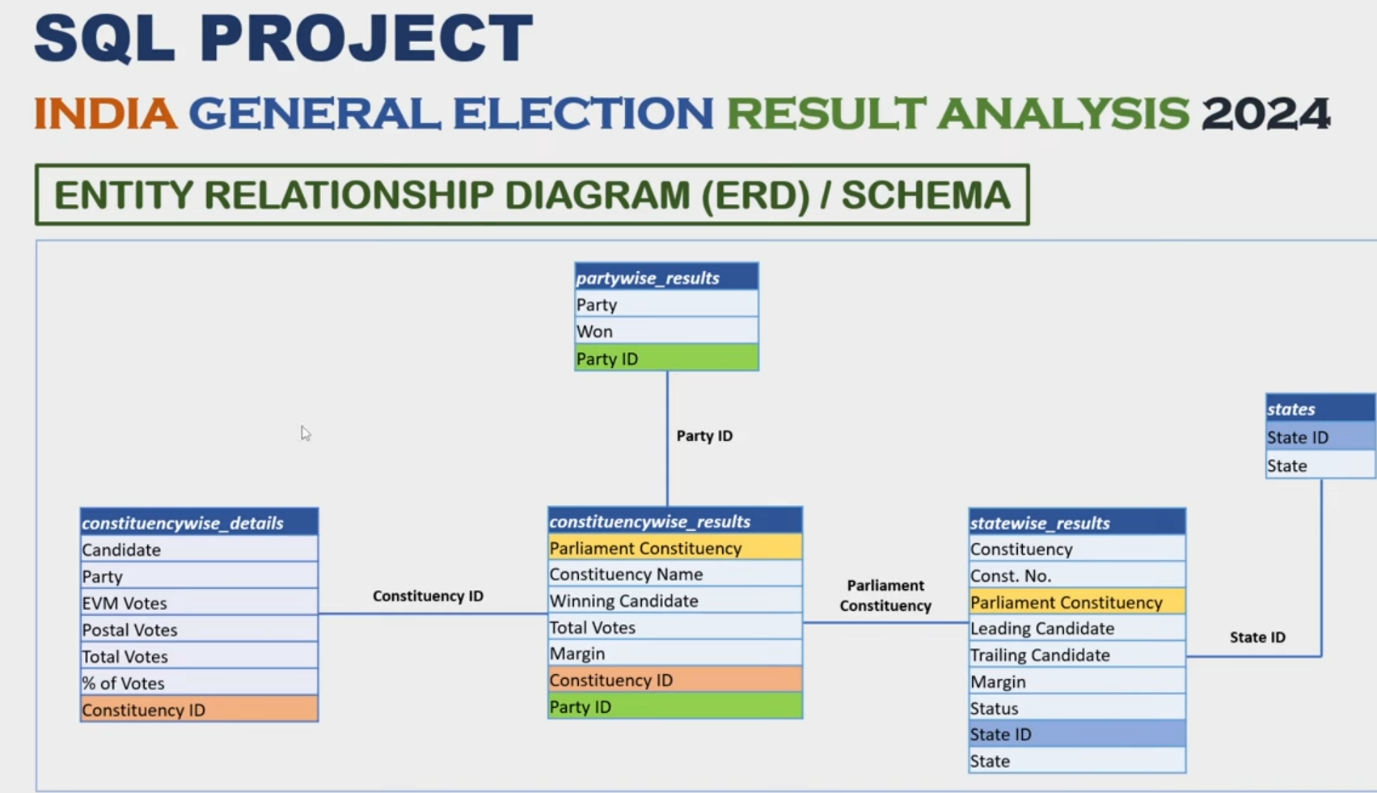 SQL PROJECT
INDIA GENERAL ELECTION RESULT ANALYSIS 2024
ENTITY RELATIONSHIP DIAGRAM (ERD) / SCHEMA
partywise_results
Party
Won
Party ID
Party ID
states
State ID
State
constituencywise_details
Candidate
Party
EVM Votes
Postal Votes
Total Votes
% of Votes
Constituency ID
Constituency ID
constituencywise_results
Parliament Constituency
Constituency Name
Winning Candidate
Total Votes
Margin
Constituency ID
Party ID
Parliament
Constituency
statewise_results
Constituency
Const. No.
Parliament Constituency
Leading Candidate
Trailing Candidate
Margin
Status
State ID
State
State ID